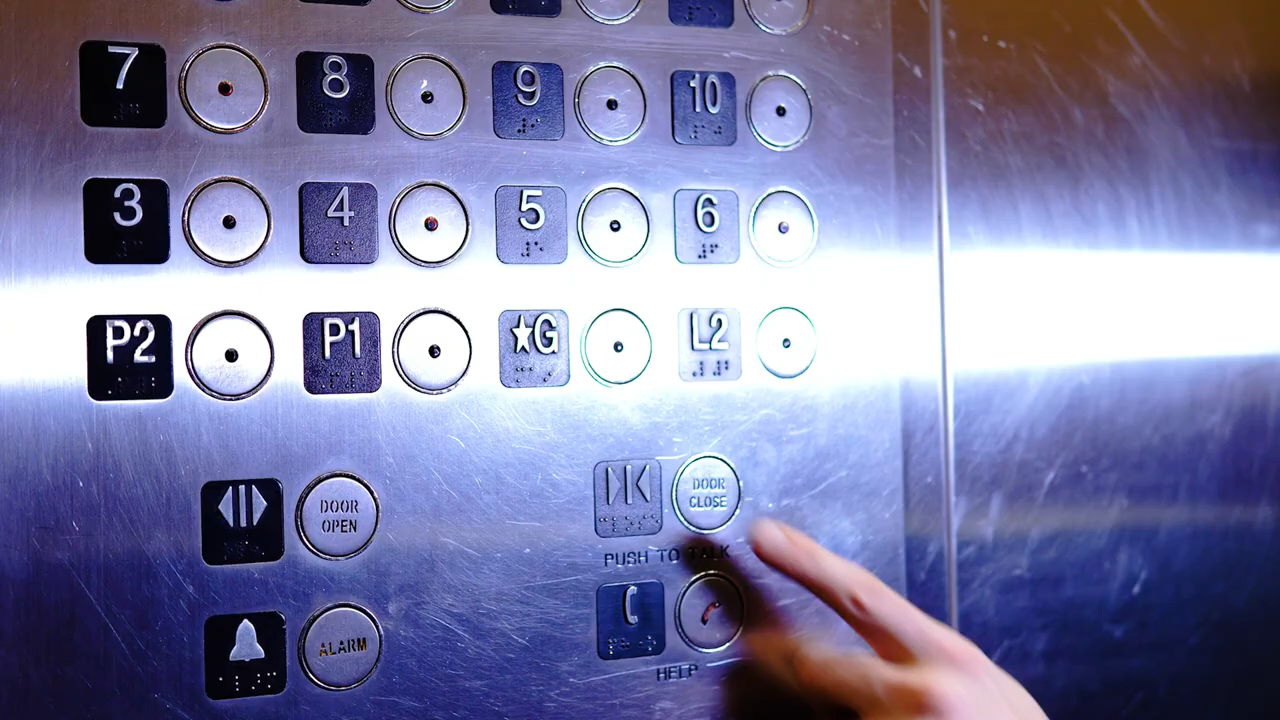 7 8 9 10
3 4 5 6
P2 P1 ★G L2
DOOR OPEN
DOOR CLOSE
PUSH TO TALK
ALARM
HELP